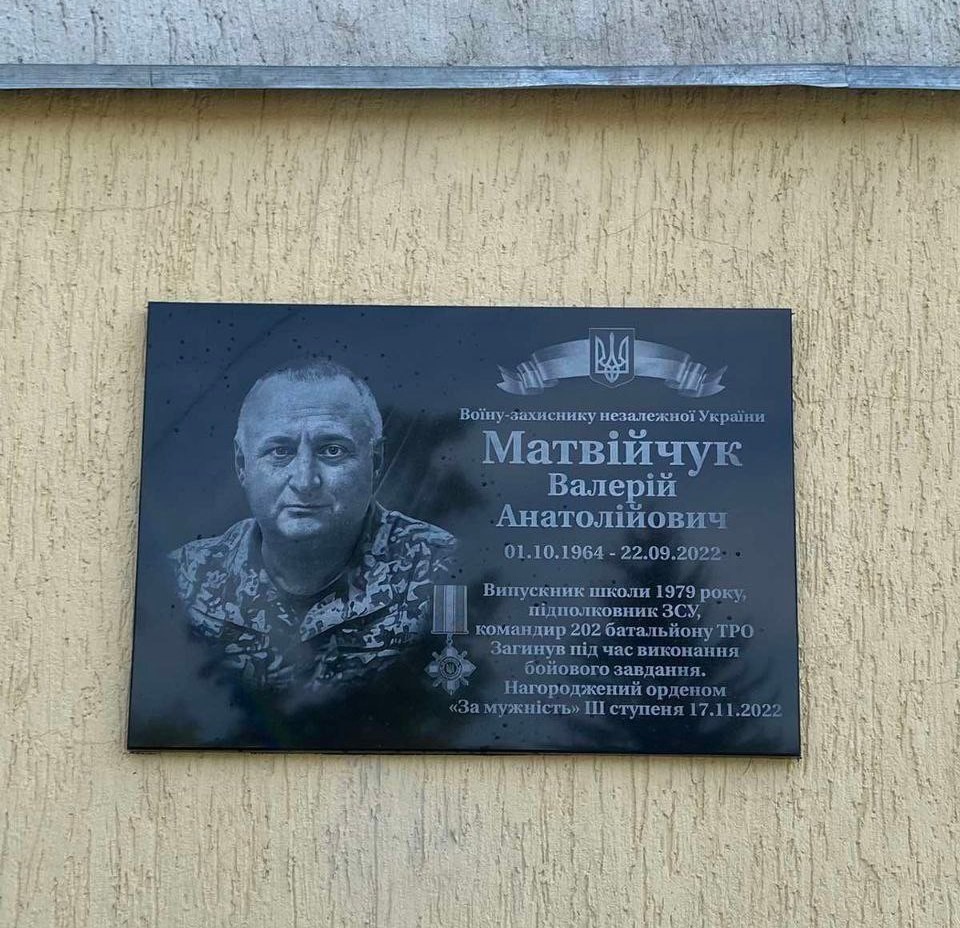 Воїну-захиснику незалежної України
Матвійчук
Валерій
Анатолійович
01.10.1964 - 22.09.2022
Випускник школи 1979 року,
підполковник ЗСУ,
командир 202 батальйону ТРО
Загинув під час виконання
бойового завдання.
Нагороджений орденом
«За мужність» III ступеня 17.11.2022